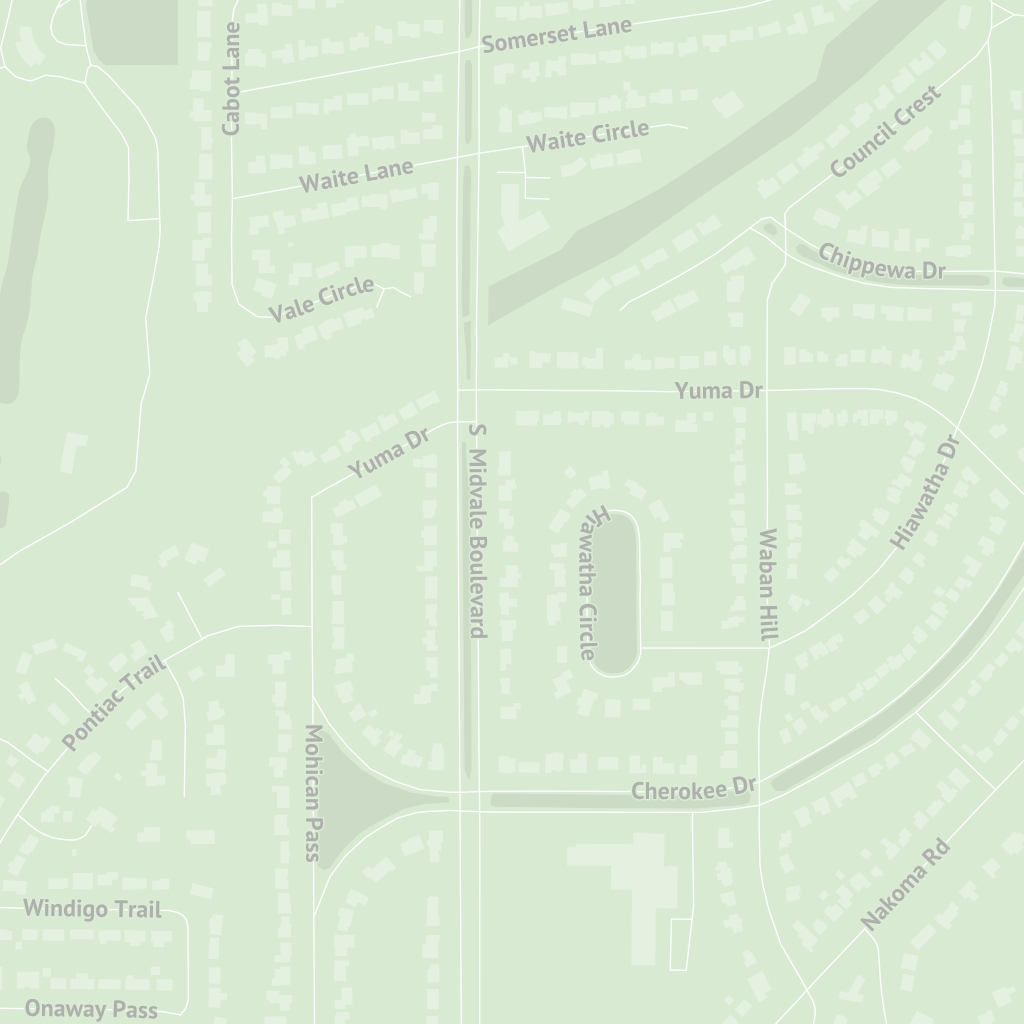 Somerset Lane
Cabot Lane
Council Crest
Waite Circle
Waite Lane
Chippewa Dr
Vale Circle
Yuma Dr
Yuma Dr
S Midvale Boulevard
Hiawatha Dr
Hiawatha Circle
Waban Hill
Pontiac Trail
Mohican Pass
Cherokee Dr
Nakoma Rd
Windigo Trail
Onaway Pass